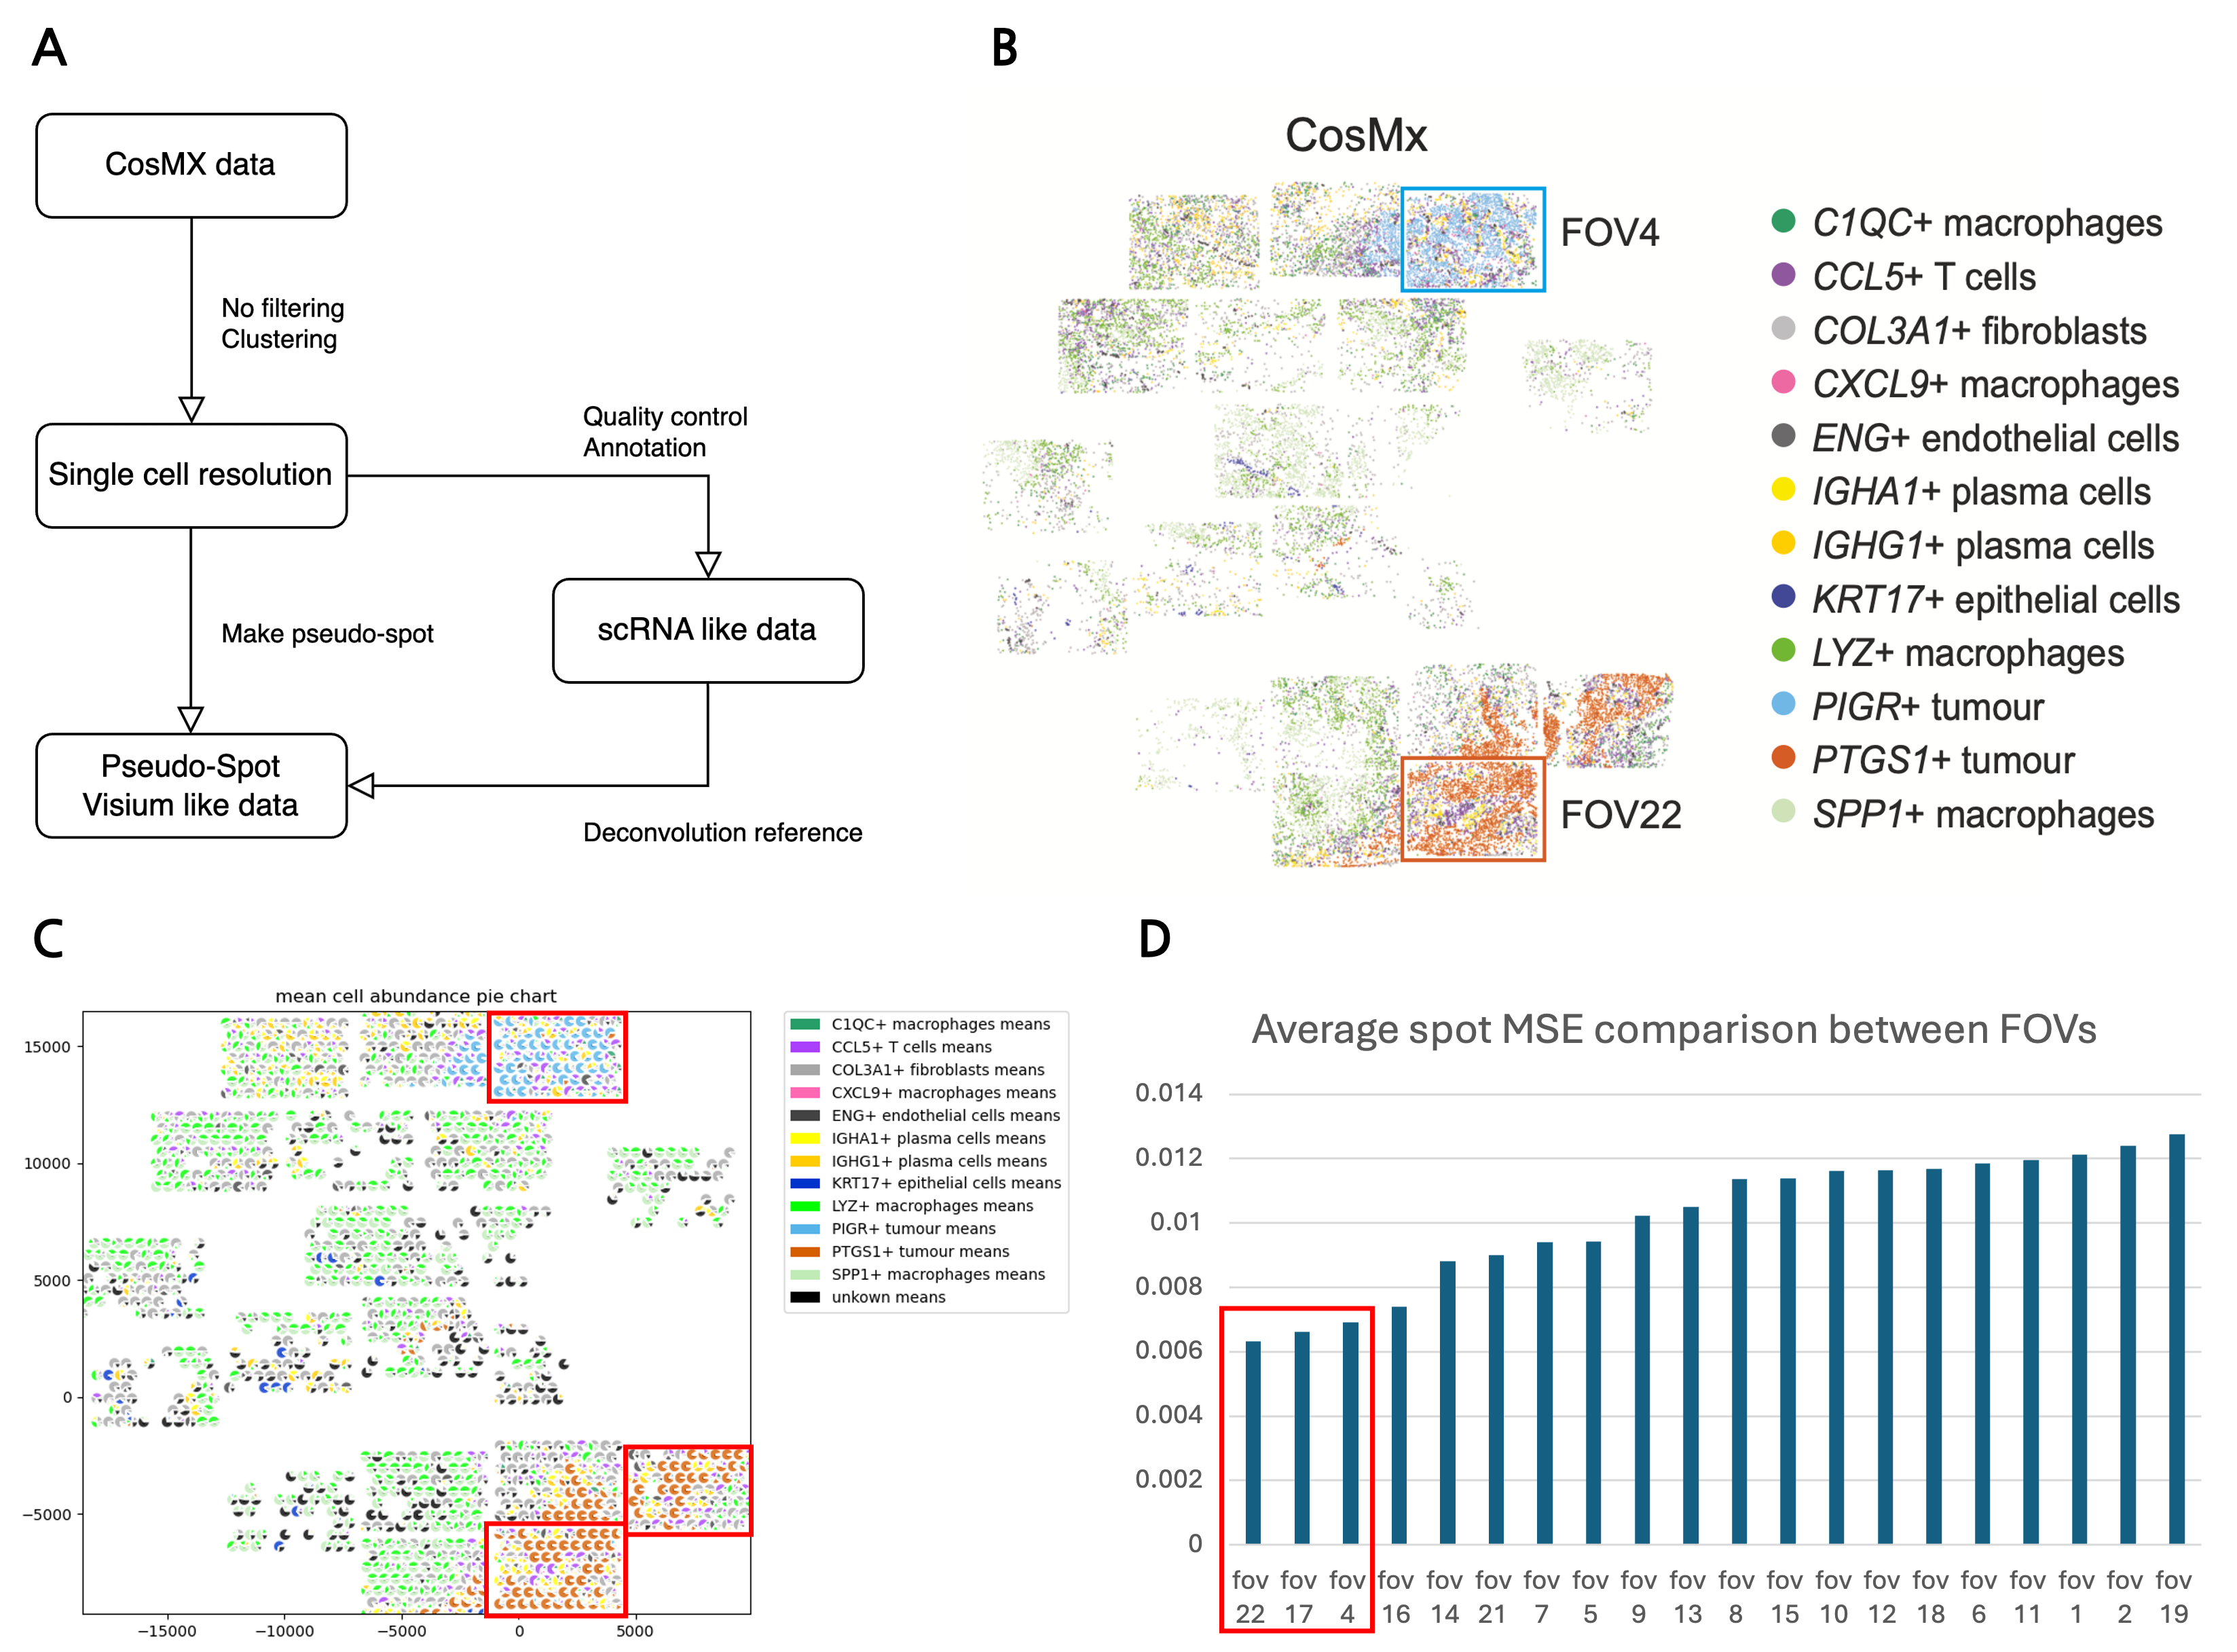 A
CosMX data
No filtering
Clustering
Single cell resolution
Quality control
Annotation
Make pseudo-spot
scRNA like data
Pseudo-Spot
Visium like data
Deconvolution reference
B
CosMx
FOV4
FOV22
C1QC+ macrophages
CCL5+ T cells
COL3A1+ fibroblasts
CXCL9+ macrophages
ENG+ endothelial cells
IGHA1+ plasma cells
IGHG1+ plasma cells
KRT17+ epithelial cells
LYZ+ macrophages
PIGR+ tumour
PTGS1+ tumour
SPP1+ macrophages
C
mean cell abundance pie chart
15000
10000
5000
0
−5000
−15000
−10000
−5000
0
5000
C1QC+ macrophages means
CCL5+ T cells means
COL3A1+ fibroblasts means
CXCL9+ macrophages means
ENG+ endothelial cells means
IGHA1+ plasma cells means
IGHG1+ plasma cells means
KRT17+ epithelial cells means
LYZ+ macrophages means
PIGR+ tumour means
PTGS1+ tumour means
SPP1+ macrophages means
unkown means
D
Average spot MSE comparison between FOVs
0.014
0.012
0.01
0.008
0.006
0.004
0.002
0
fov fov fov fov fov fov fov fov fov fov fov fov fov fov fov fov fov fov fov fov
22 17 4 16 14 21 7 5 9 13 8 15 10 12 18 6 11 1 2 19